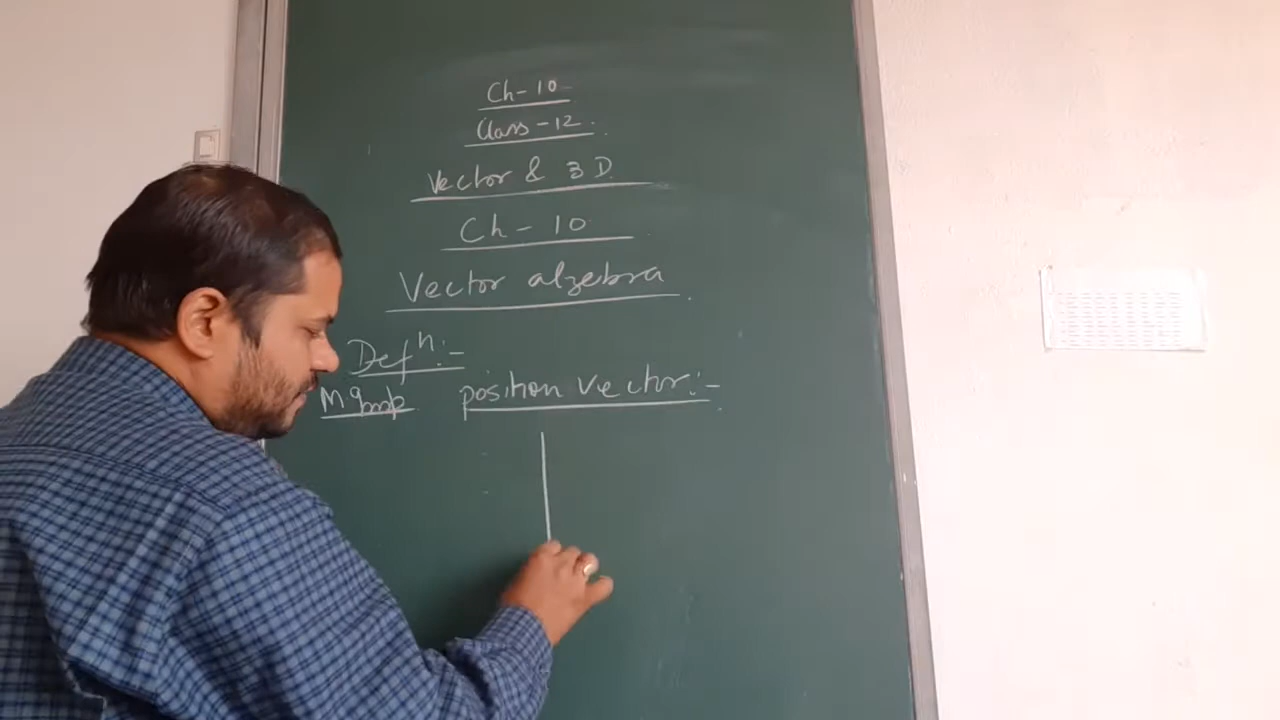 Ch - 10
Class - 12.
Vector & 3D
Ch - 10
Vector algebra
Defn:-
position vector:-